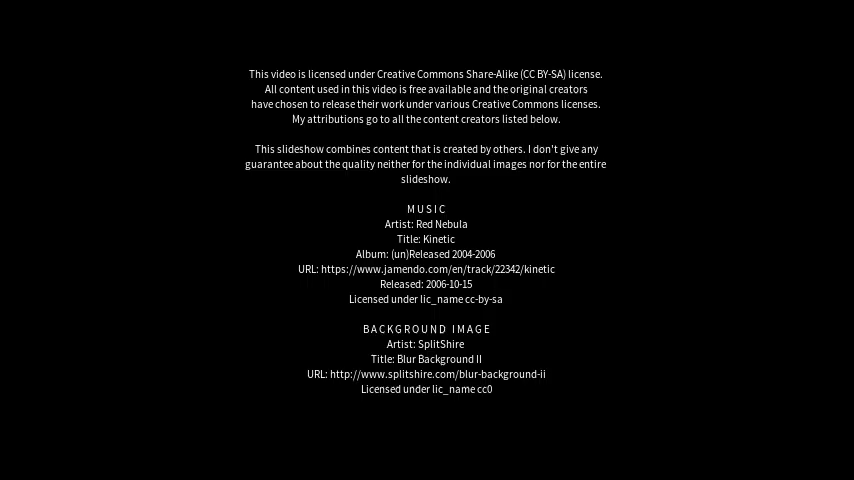 This video is licensed under Creative Commons Share-Alike (CC BY-SA) license.
All content used in this video is free available and the original creators
have chosen to release their work under various Creative Commons licenses.
My attributions go to all the content creators listed below.
This slideshow combines content that is created by others. I don't give any
guarantee about the quality neither for the individual images nor for the entire
slideshow.
MUSIC
Artist: Red Nebula
Title: Kinetic
Album: (un)Released 2004-2006
URL: https://www.jamendo.com/en/track/22342/kinetic
Released: 2006-10-15
Licensed under lic_name cc-by-sa
BACKGROUND IMAGE
Artist: SplitShire
Title: Blur Background II
URL: http://www.splitshire.com/blur-background-ii
Licensed under lic_name cc0